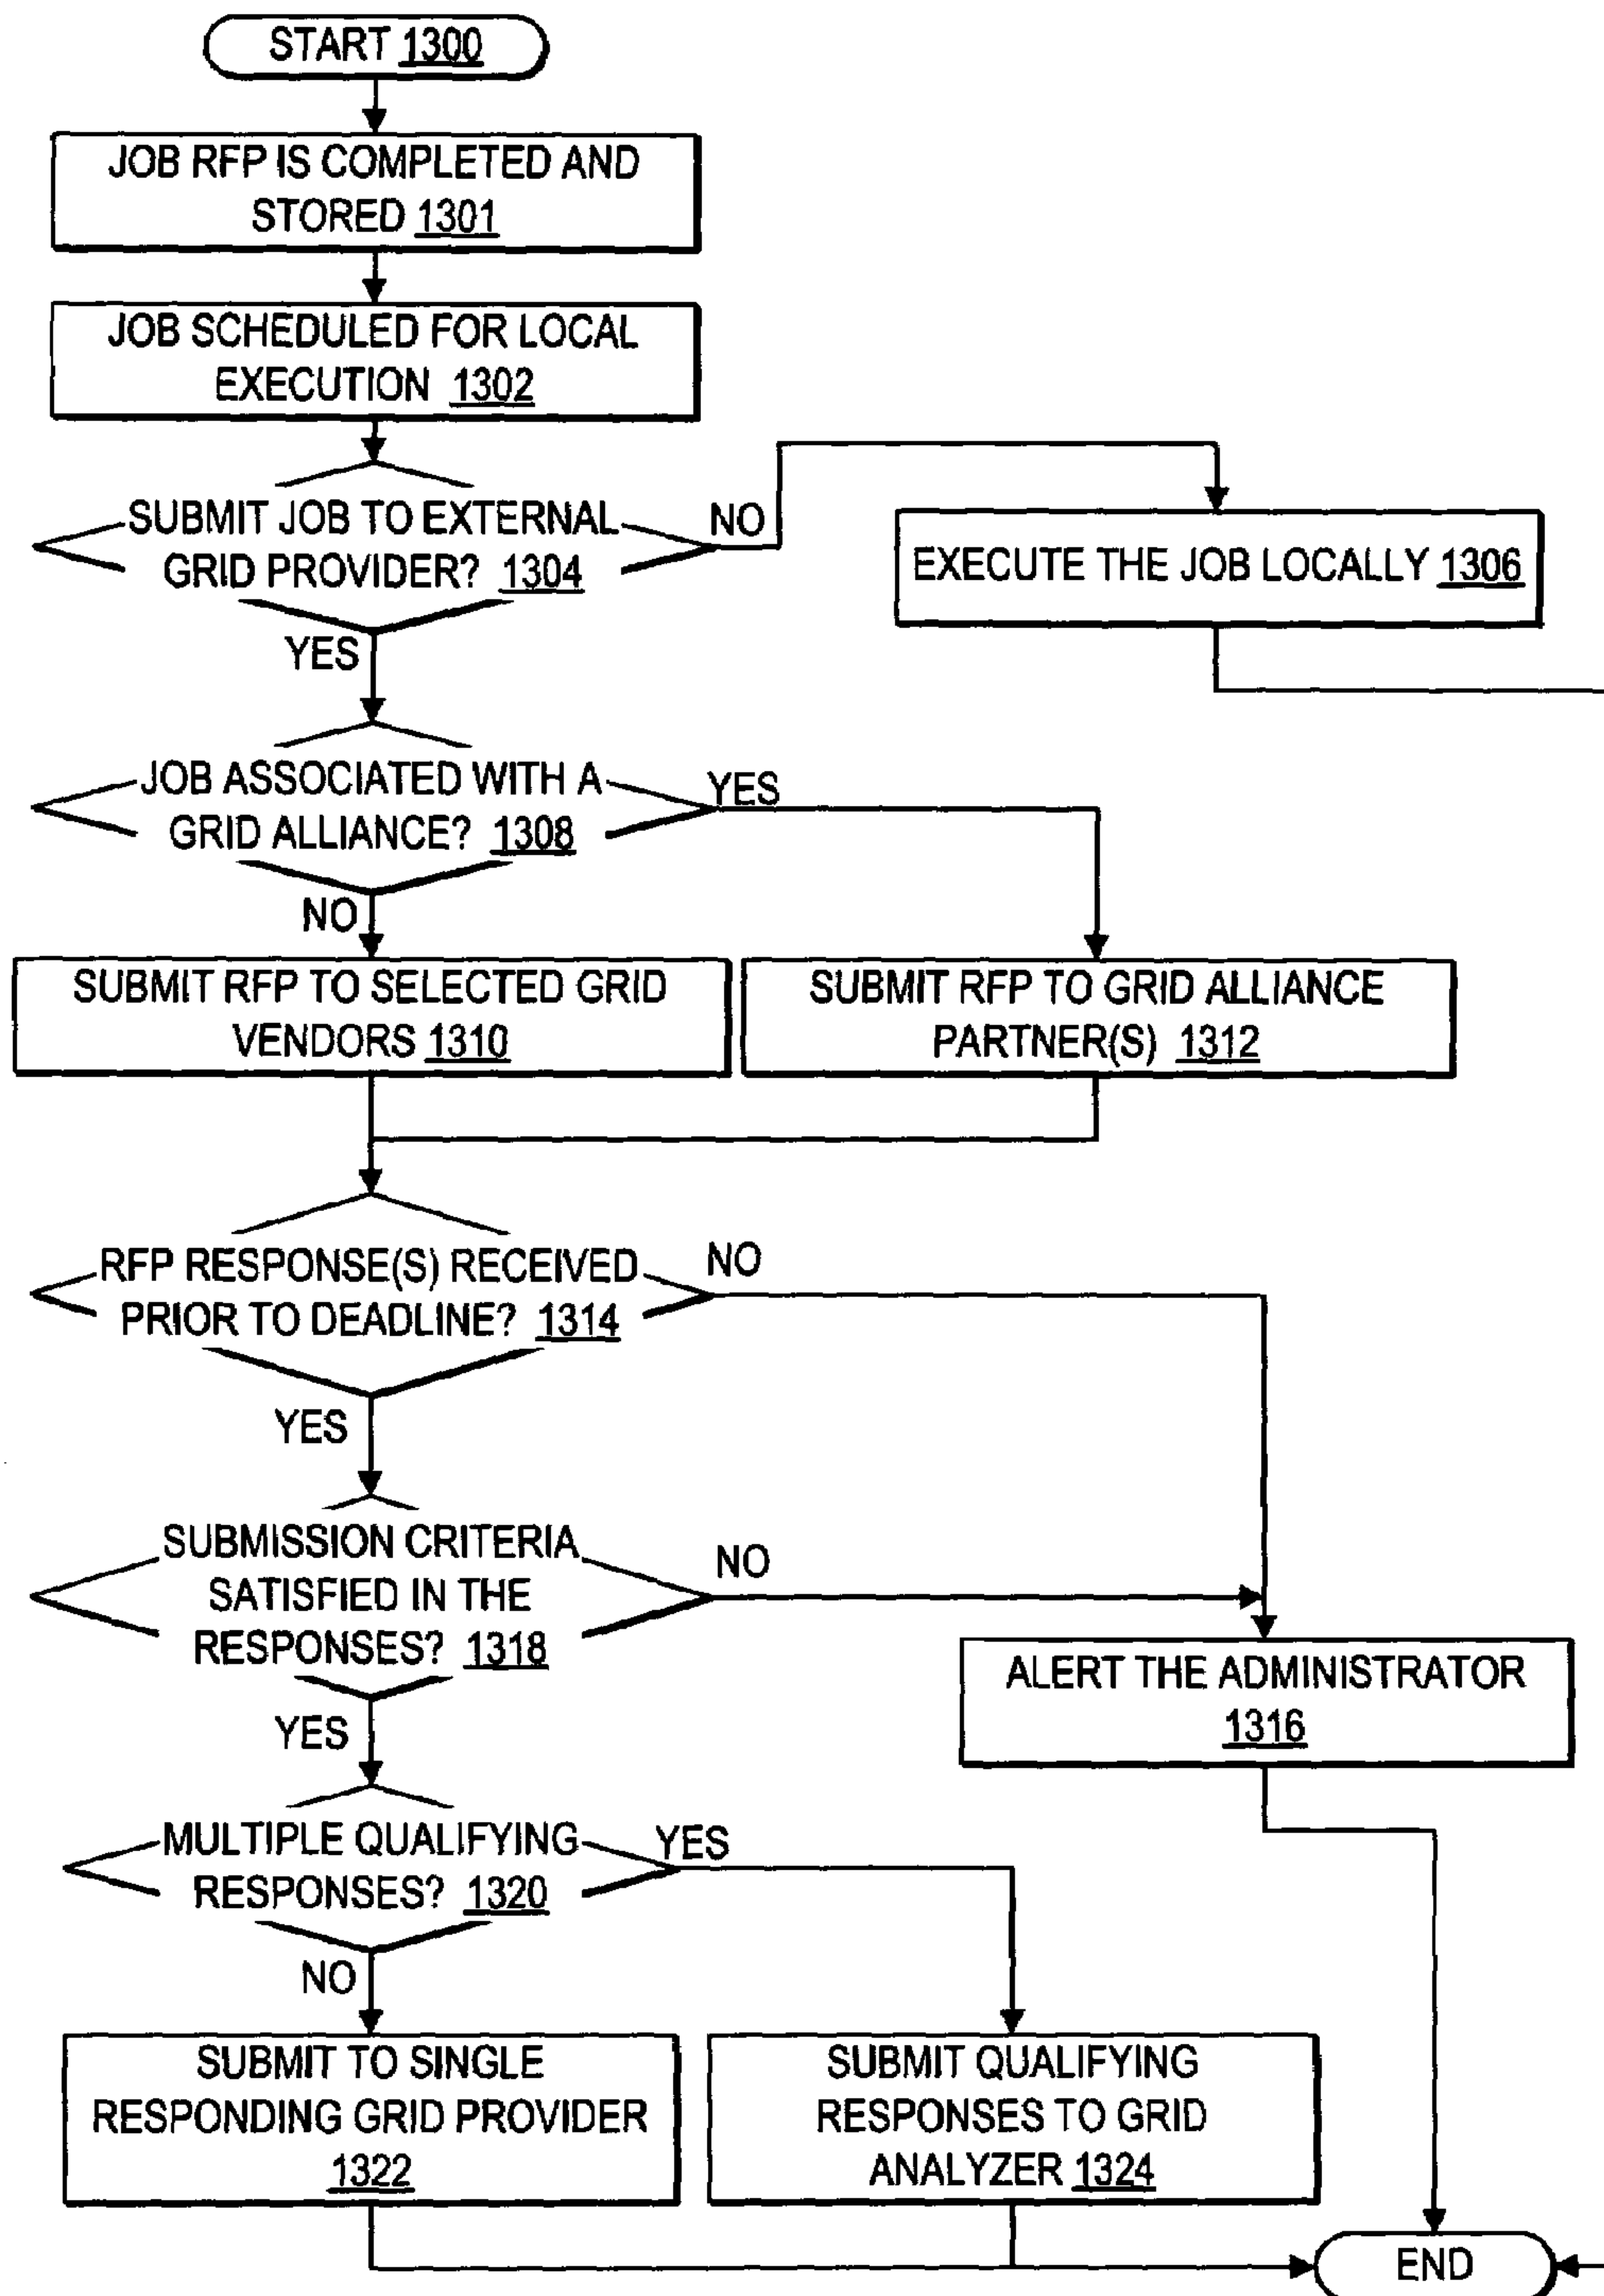 START 1300
JOB RFP IS COMPLETED AND
STORED 1301
JOB SCHEDULED FOR LOCAL
EXECUTION 1302
SUBMIT JOB TO EXTERNAL
GRID PROVIDER? 1304
NO
EXECUTE THE JOB LOCALLY 1306
YES
JOB ASSOCIATED WITH A
GRID ALLIANCE? 1308
YES
NO
SUBMIT RFP TO SELECTED GRID
VENDORS 1310
SUBMIT RFP TO GRID ALLIANCE
PARTNER(S) 1312
RFP RESPONSE(S) RECEIVED
PRIOR TO DEADLINE? 1314
NO
YES
SUBMISSION CRITERIA
SATISFIED IN THE
RESPONSES? 1318
NO
ALERT THE ADMINISTRATOR
1316
YES
MULTIPLE QUALIFYING
RESPONSES? 1320
YES
NO
SUBMIT TO SINGLE
RESPONDING GRID PROVIDER
1322
SUBMIT QUALIFYING
RESPONSES TO GRID
ANALYZER 1324
END